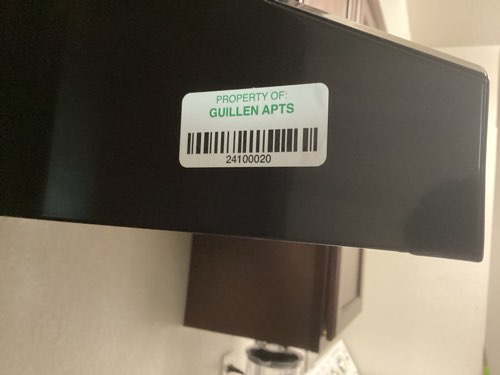 PROPERTY OF:
GUILLEN APTS
24100020